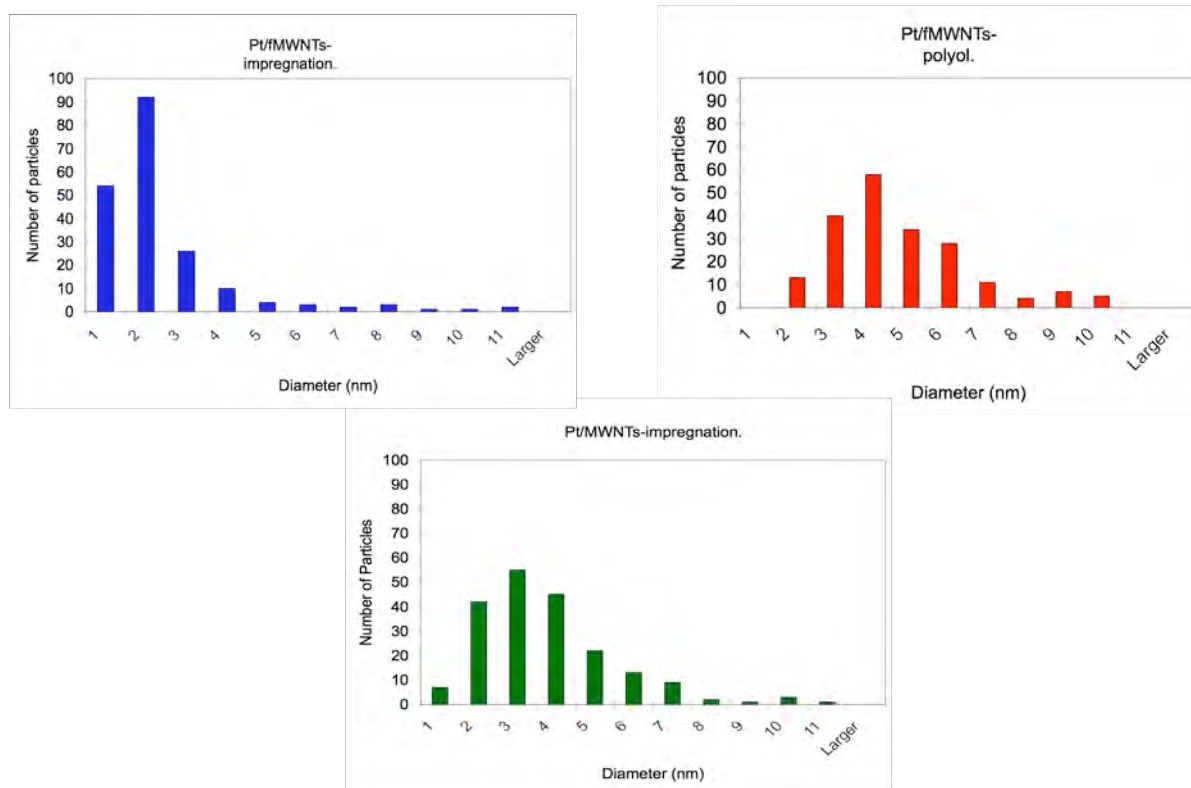 Pt/fMWNTs-
impregnation.
100
90
80
70
60
50
40
30
20
10
0
Number of particles
1 2 3 4 5 6 7 8 9 10 11 Larger
Diameter (nm)
Pt/fMWNTs-
polyol.
100
90
80
70
60
50
40
30
20
10
0
Number of particles
1 2 3 4 5 6 7 8 9 10 11 Larger
Diameter (nm)
Pt/MWNTs-impregnation.
100
90
80
70
60
50
40
30
20
10
0
Number of Particles
1 2 3 4 5 6 7 8 9 10 11 Larger
Diameter (nm)